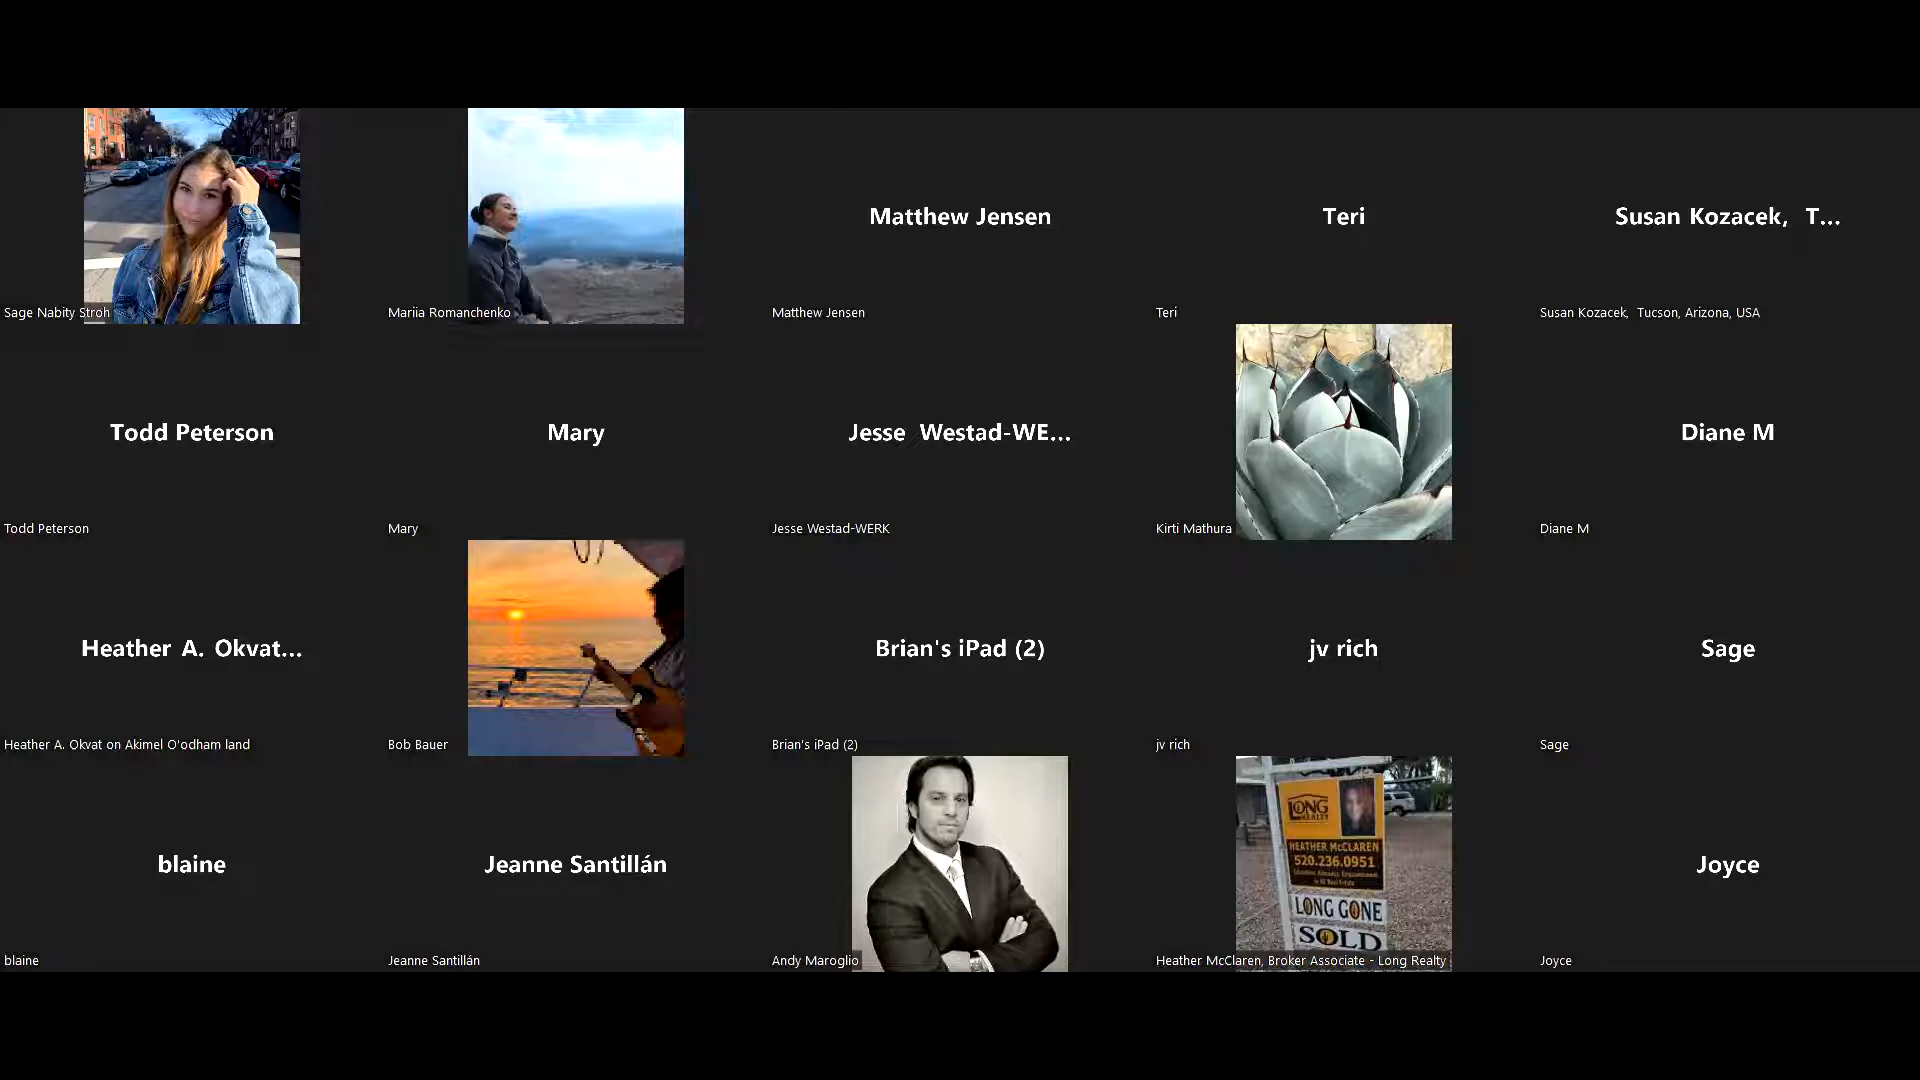 Sage Nabity Stroh
Mariia Romanchenko
Matthew Jensen
Matthew Jensen
Teri
Teri
Susan Kozacek, T...
Susan Kozacek, Tucson, Arizona, USA
Todd Peterson
Todd Peterson
Mary
Mary
Jesse Westad-WE...
Jesse Westad-WERK
Kirti Mathura
Diane M
Diane M
Heather A. Okvat...
Heather A. Okvat on Akimel O'odham land
Bob Bauer
Brian's iPad (2)
Brian's iPad (2)
jv rich
jv rich
Sage
Sage
blaine
blaine
Jeanne Santillán
Jeanne Santillán
Andy Maroglio
LONG
REALTY
HEATHER McCLAREN
520.236.0951
LONG GONE
SOLD
Heather McClaren, Broker Associate - Long Realty
Joyce
Joyce